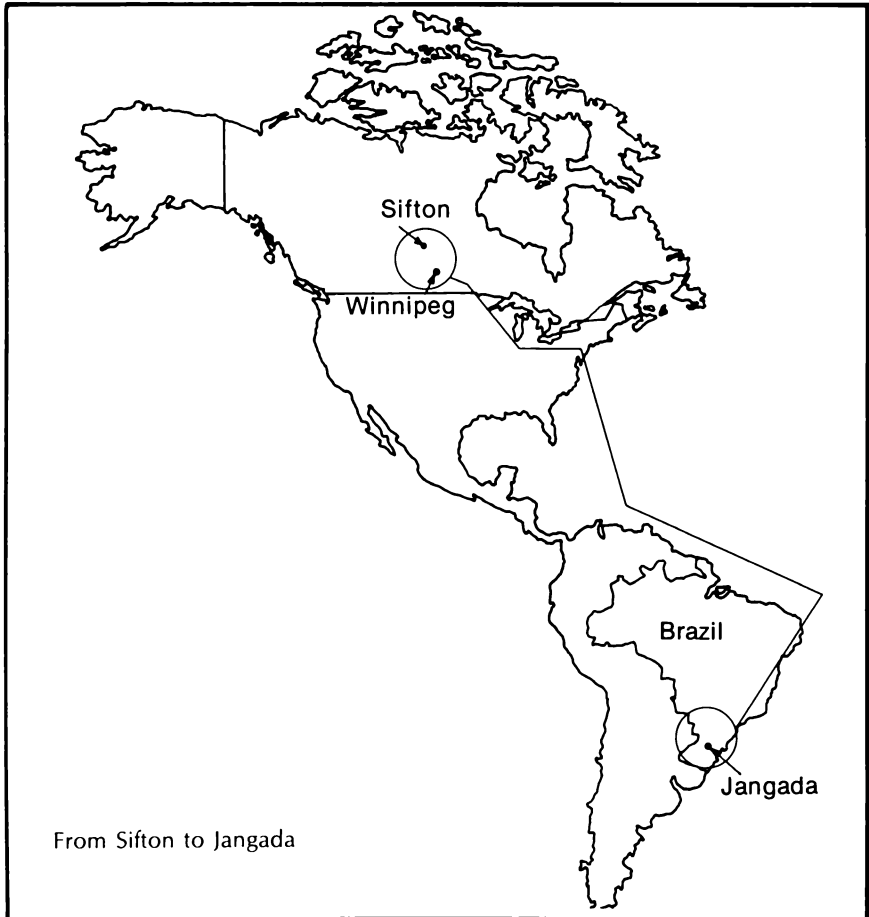 Sifton
Winnipeg
Brazil
Jangada
From Sifton to Jangada